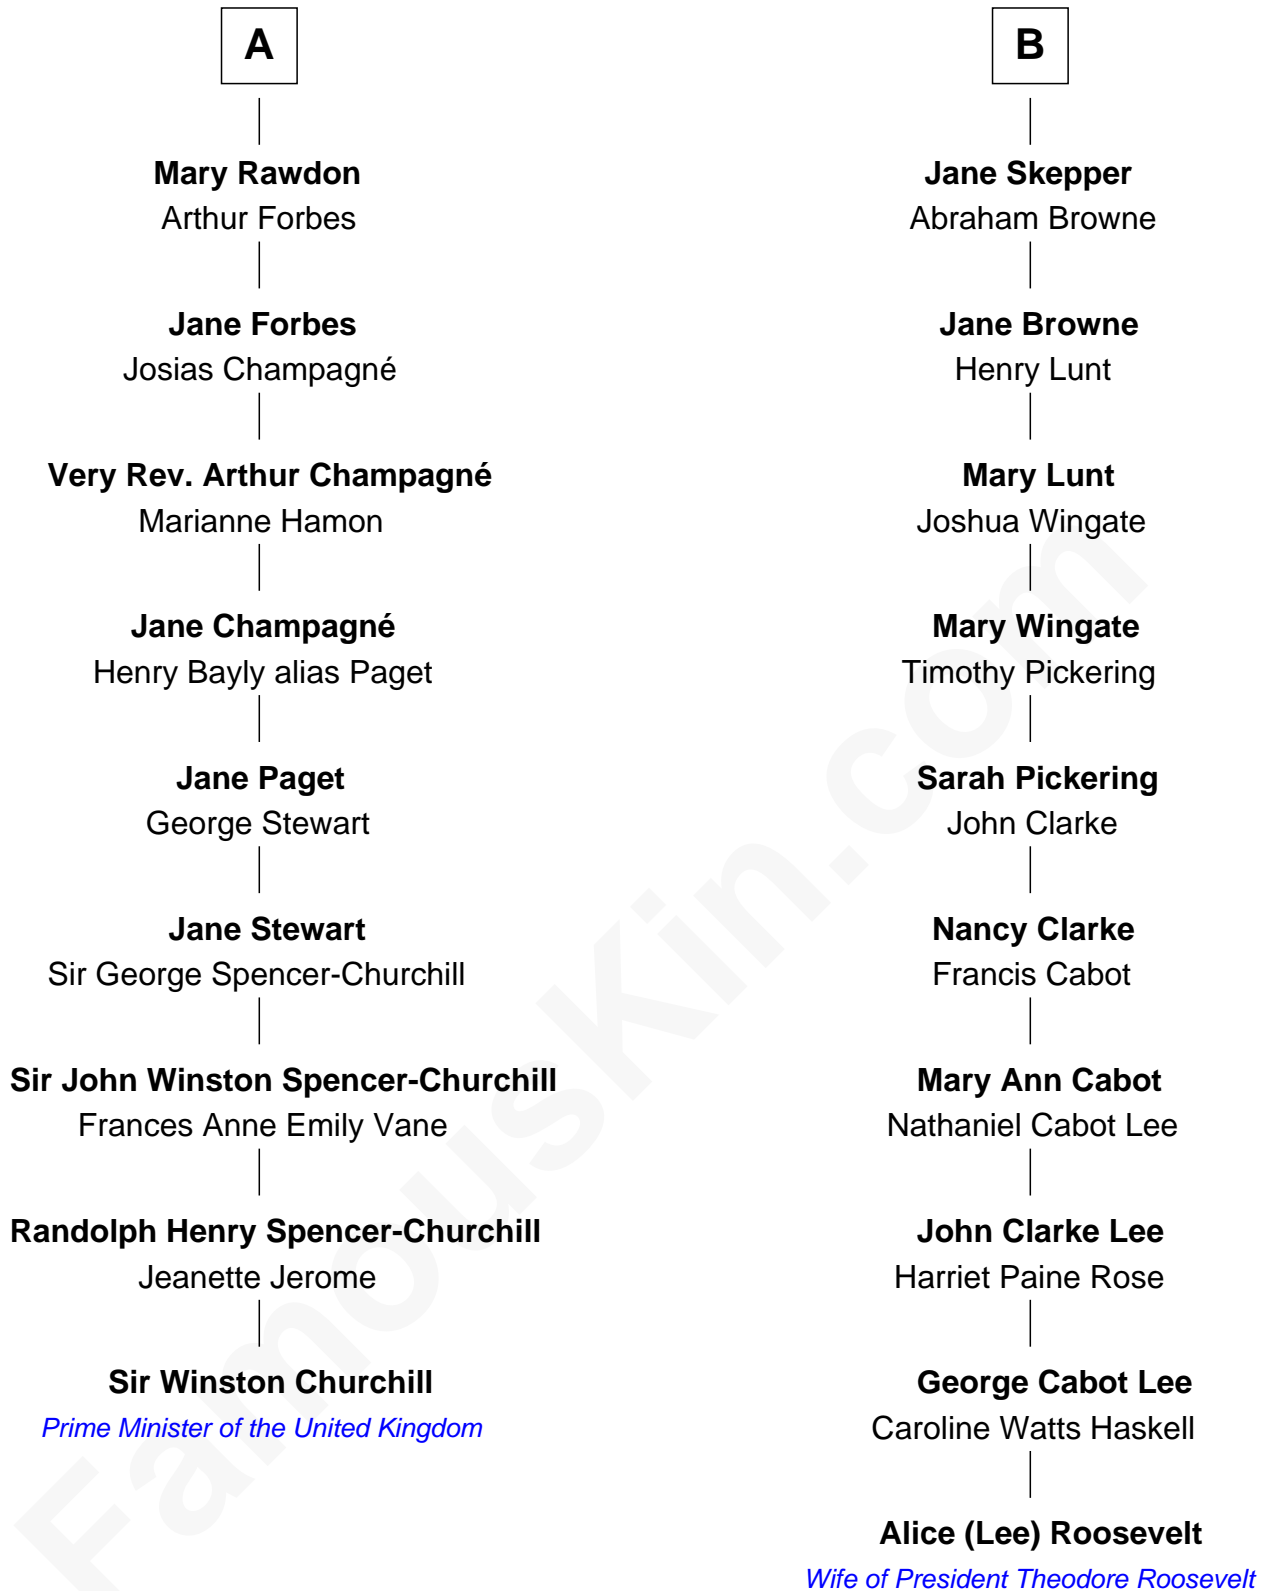 A
Mary Rawdon
Arthur Forbes
Jane Forbes
Josias Champagné
Very Rev. Arthur Champagné
Marianne Hamon
Jane Champagné
Henry Bayly alias Paget
Jane Paget
George Stewart
Jane Stewart
Sir George Spencer-Churchill
Sir John Winston Spencer-Churchill
Frances Anne Emily Vane
Randolph Henry Spencer-Churchill
Jeanette Jerome
Sir Winston Churchill
Prime Minister of the United Kingdom
B
Jane Skepper
Abraham Browne
Jane Browne
Henry Lunt
Mary Lunt
Joshua Wingate
Mary Wingate
Timothy Pickering
Sarah Pickering
John Clarke
Nancy Clarke
Francis Cabot
Mary Ann Cabot
Nathaniel Cabot Lee
John Clarke Lee
Harriet Paine Rose
George Cabot Lee
Caroline Watts Haskell
Alice (Lee) Roosevelt
Wife of President Theodore Roosevelt
FamousKin.com